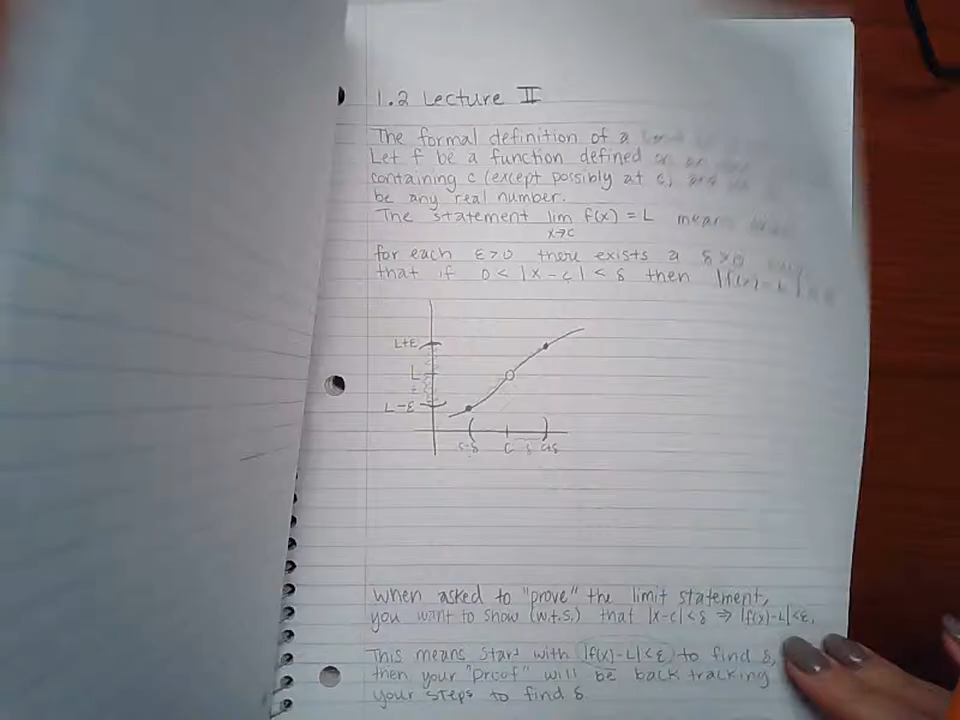 1.2 Lecture II
The formal definition of a
Let f be a function defined
containing c (except possibly at c) and
be any real number.
The statement lim f(x) = L means
x→c
for each ε>0 there exists a δ>0
that if 0 < |x-c| < δ then |f(x)-L|
L+ε
L
L-ε
c-δ c δ c+δ
When asked to "prove" the limit statement,
you want to show (w.t.s.) that |x-c|<δ ⇒ |f(x)-L|<ε.
This means start with |f(x)-L|<ε to find δ,
then your "proof" will be back tracking
your steps to find δ